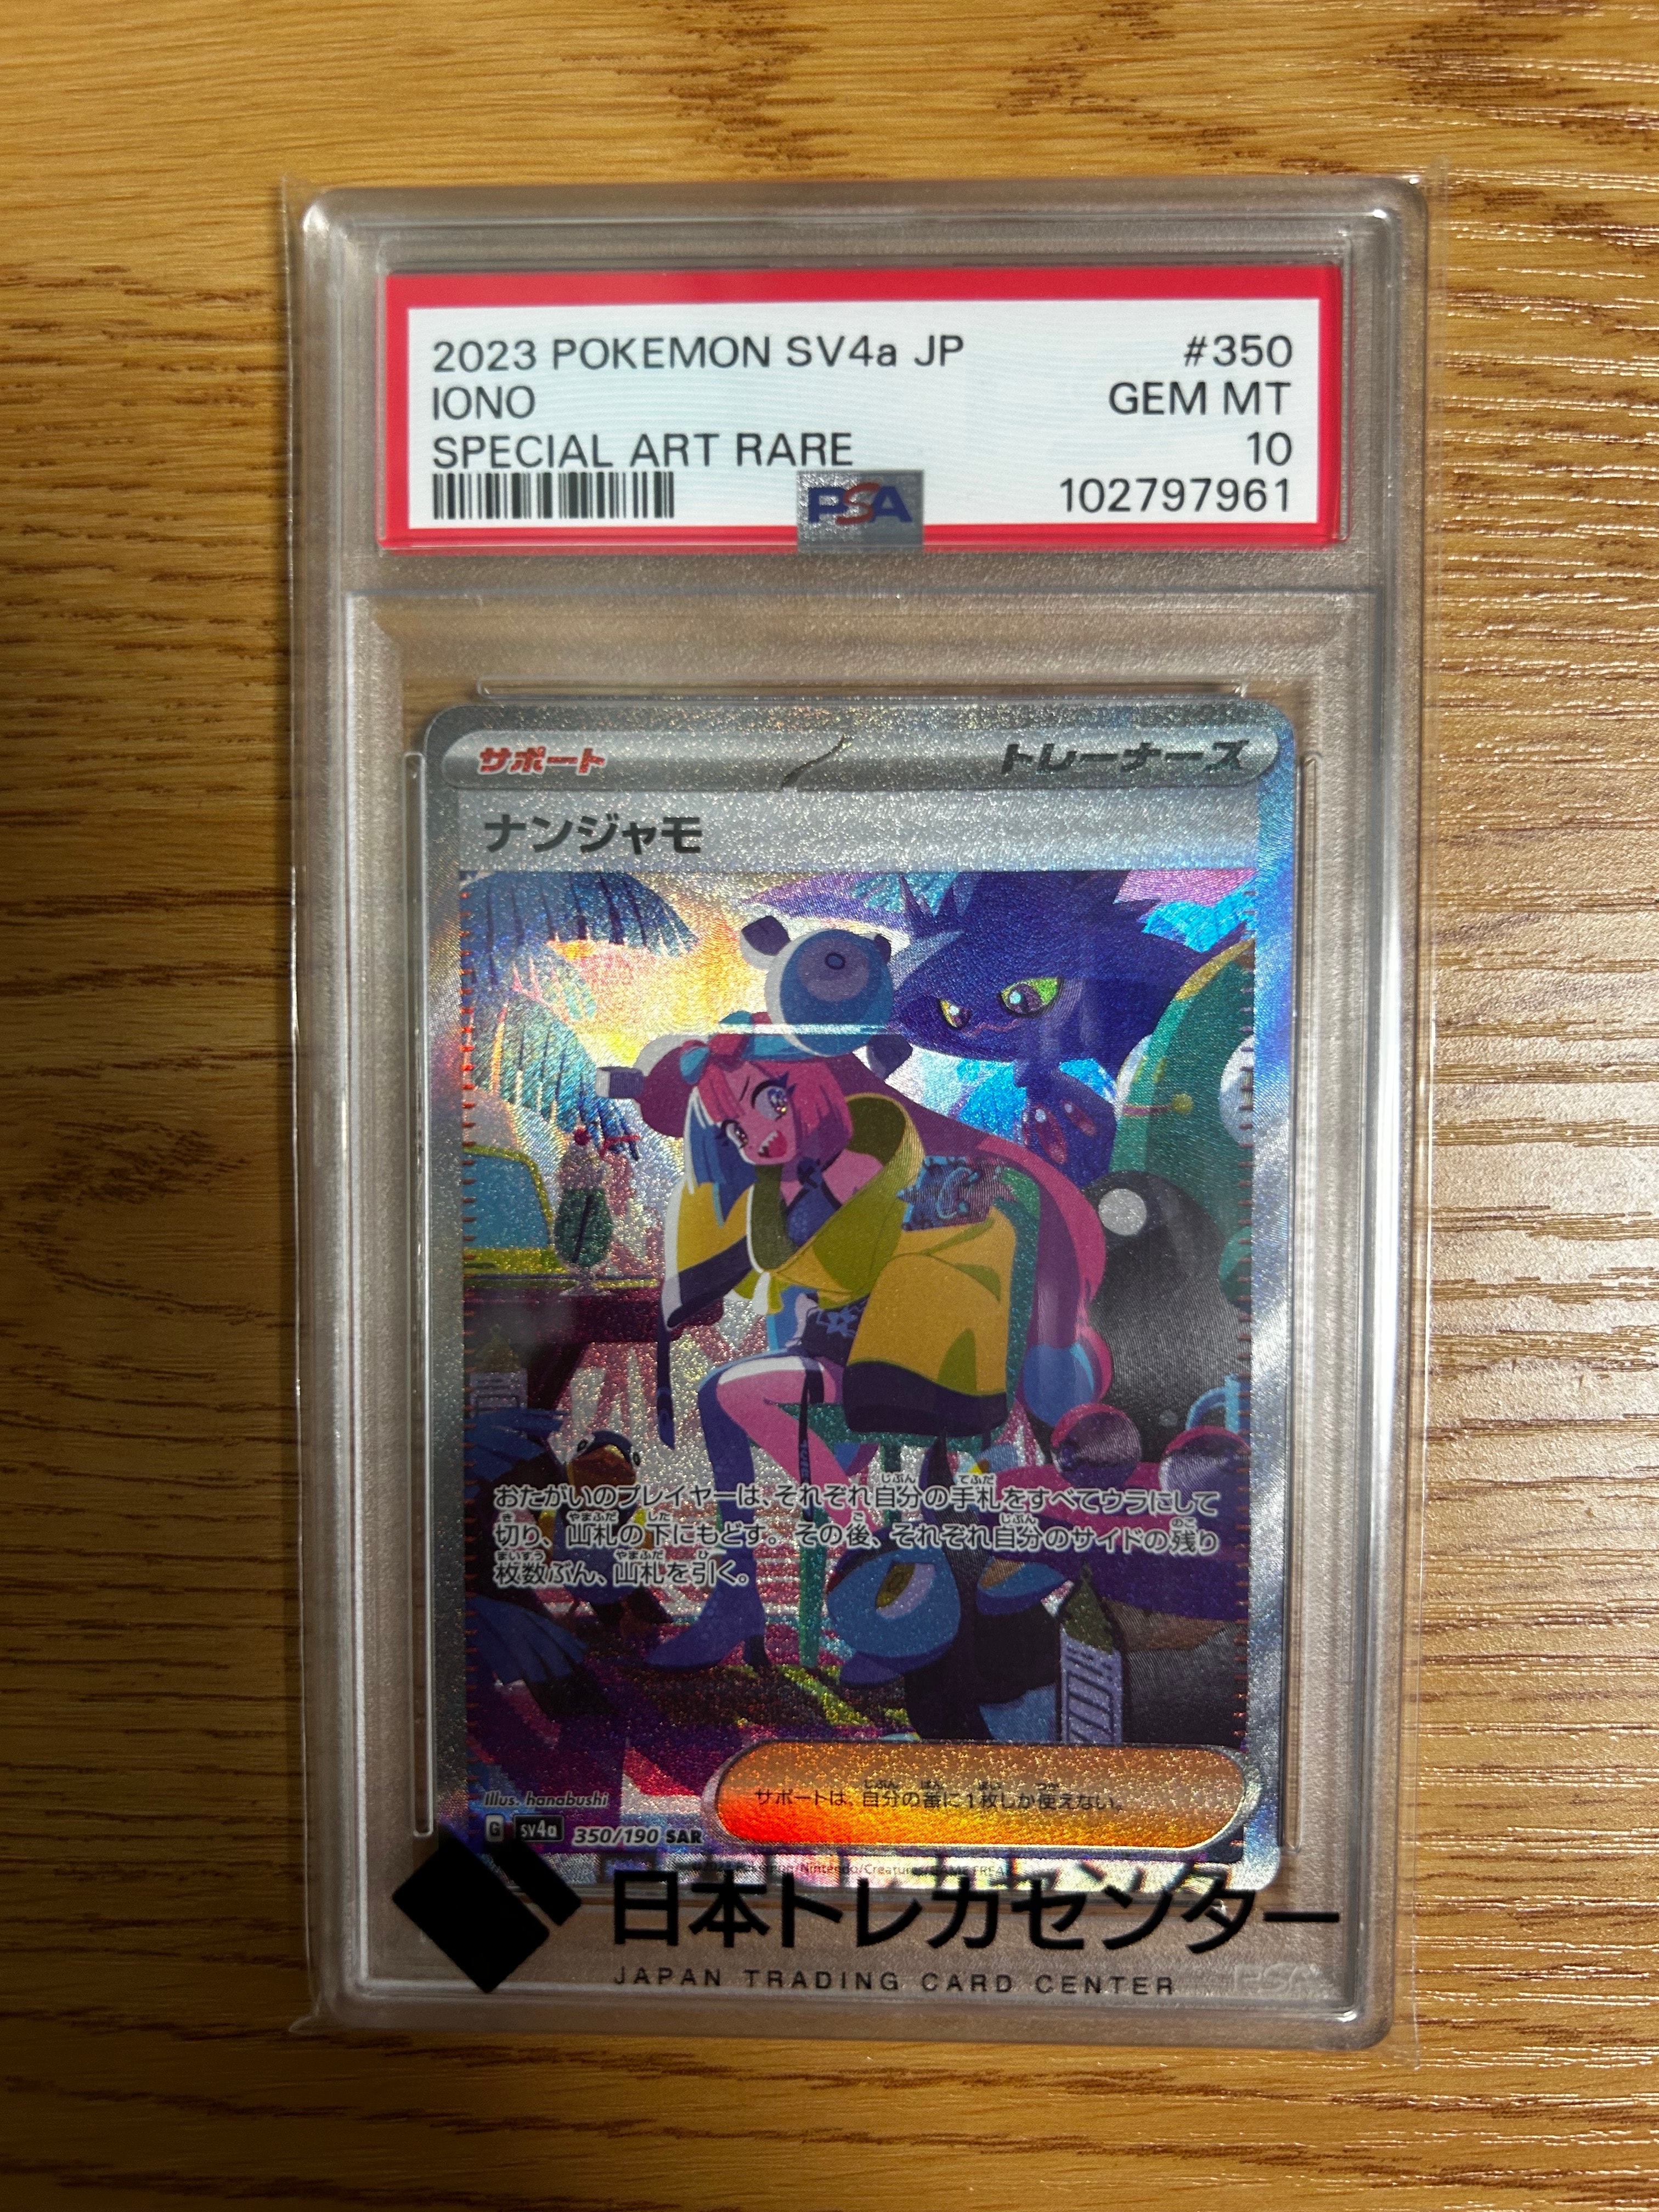 2023 POKEMON SV4a JP #350
IONO GEM MT
SPECIAL ART RARE 10
PSA 102797961
サポート トレーナーズ
ナンジャモ
おたがいのプレイヤーは、それぞれ自分の手札をすべてウラにして
切り、山札の下にもどす。その後、それぞれ自分のサイドの残り
枚数ぶん、山札を引く。
サポートは、自分の番に1枚しか使えない。
Illus. hanabushi
G sv4a 350/190 SAR
Pokémon/Nintendo/Creatures/GAME FREAK
日本トレカセンター
JAPAN TRADING CARD CENTER
PSA